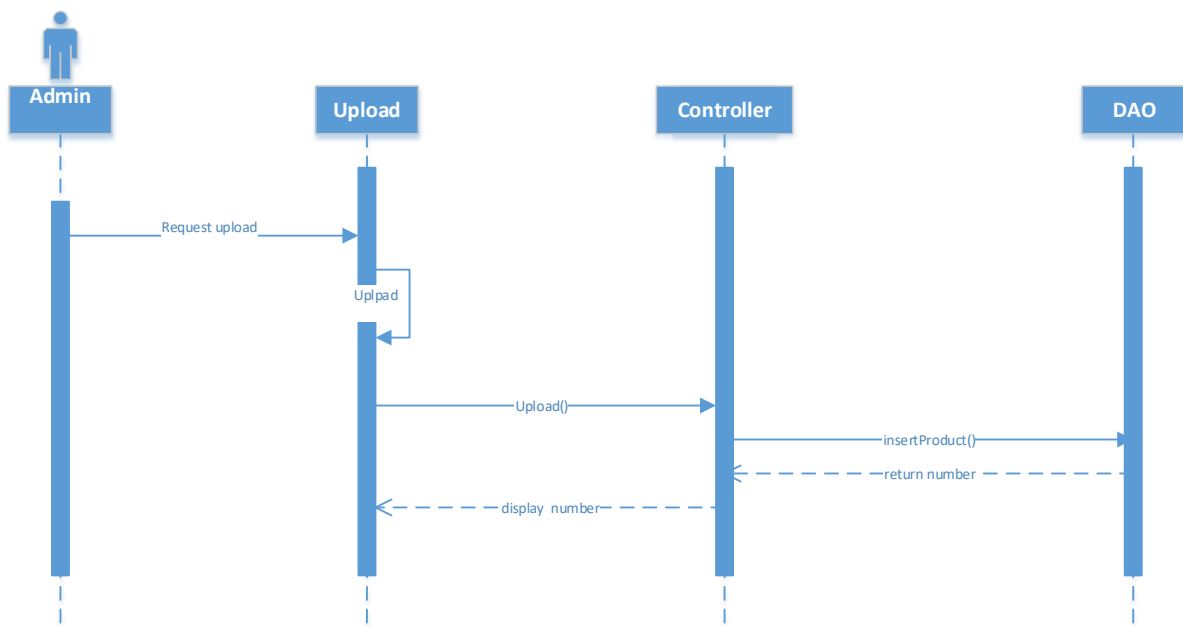 Admin
Upload
Controller
DAO
Request upload
Uplpad
Upload()
insertProduct()
return number
display number